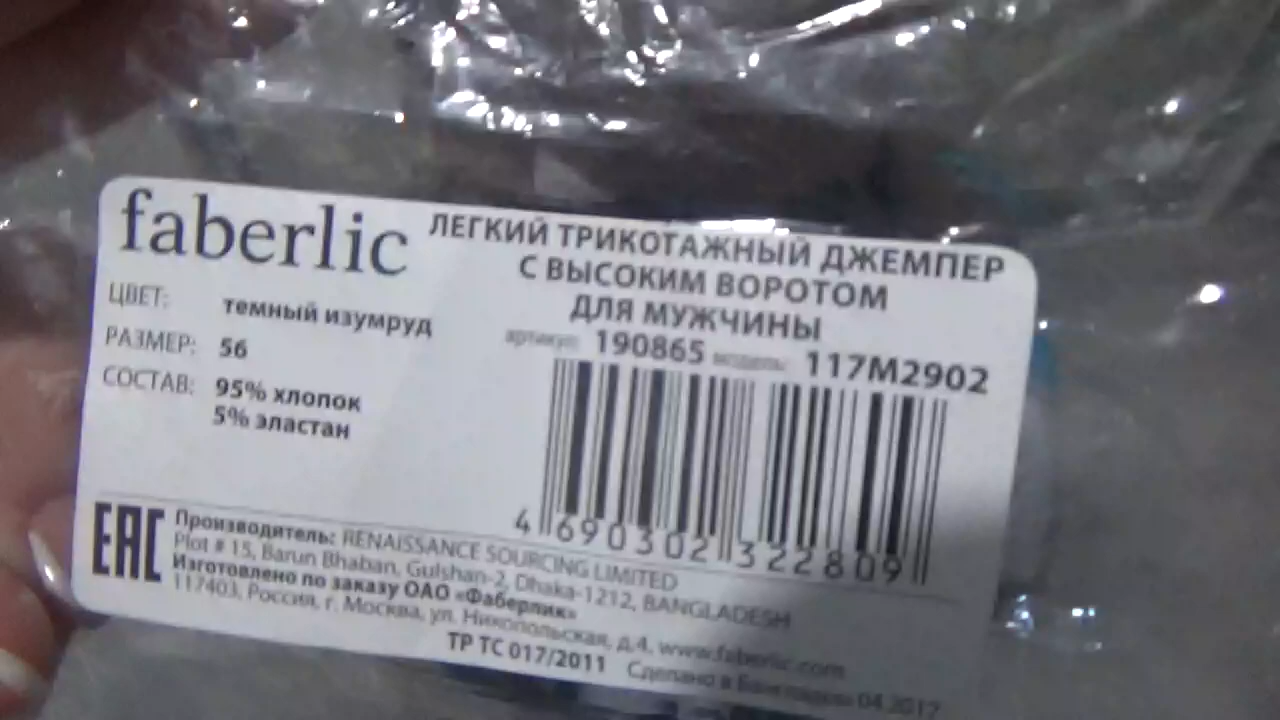 faberlic
ЛЕГКИЙ ТРИКОТАЖНЫЙ ДЖЕМПЕР
С ВЫСОКИМ ВОРОТОМ
ДЛЯ МУЖЧИНЫ
артикул: 190865 модель: 117M2902
ЦВЕТ: темный изумруд
РАЗМЕР: 56
СОСТАВ: 95% хлопок
5% эластан
4 690302 322809
EAC
Производитель: RENAISSANCE SOURCING LIMITED
Plot # 15, Barun Bhaban, Gulshan-2, Dhaka-1212, BANGLADESH
Изготовлено по заказу ОАО «Фаберлик»
117403, Россия, г. Москва, ул. Никопольская, д.4, www.faberlic.com
ТР ТС 017/2011 Сделано в Бангладеш 04.2017